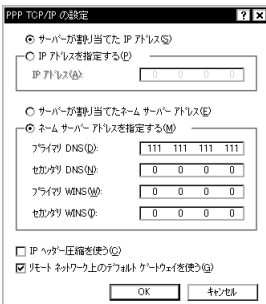 PPP TCP/IP の設定
サーバーが割り当てた IP アドレス(S)
IP アドレスを指定する(P)
IP アドレス(A): 0 . 0 . 0 . 0
サーバーが割り当てたネーム サーバー アドレス(E)
ネーム サーバー アドレスを指定する(M)
プライマリ DNS(D): 111 . 111 . 111 . 111
セカンダリ DNS(N): 0 . 0 . 0 . 0
プライマリ WINS(W): 0 . 0 . 0 . 0
セカンダリ WINS(I): 0 . 0 . 0 . 0
IP ヘッダー圧縮を使う(C)
リモート ネットワーク上のデフォルト ゲートウェイを使う(G)
OK キャンセル